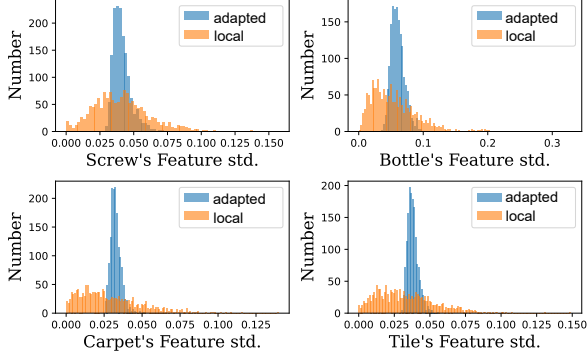 200
150
100
50
0
Number
adapted
local
0.000 0.025 0.050 0.075 0.100 0.125 0.150
Screw's Feature std.
150
100
50
0
Number
adapted
local
0.0 0.1 0.2 0.3
Bottle's Feature std.
200
150
100
50
0
Number
adapted
local
0.000 0.025 0.050 0.075 0.100 0.125
Carpet's Feature std.
200
150
100
50
0
Number
adapted
local
0.000 0.025 0.050 0.075 0.100 0.125 0.150
Tile's Feature std.